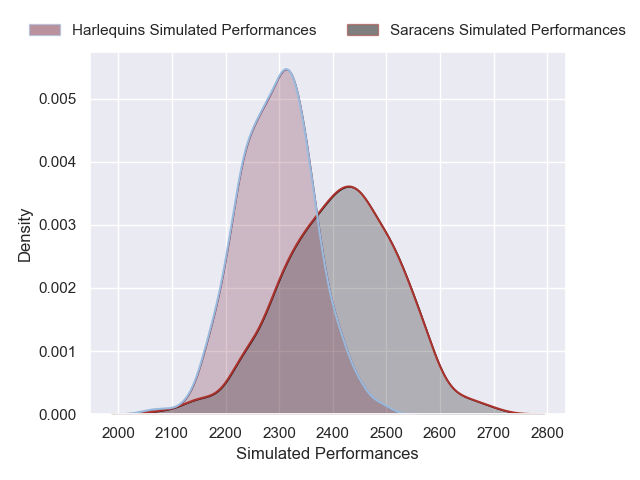 Harlequins Simulated Performances
Saracens Simulated Performances
0.005
0.004
0.003
0.002
0.001
0.000
Density
2000 2100 2200 2300 2400 2500 2600 2700 2800
Simulated Performances